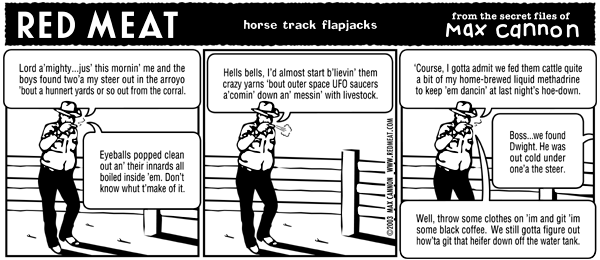 RED MEAT
horse track flapjacks
from the secret files of
Max cannon
Lord a'mighty...jus' this mornin' me and the
boys found two'a my steer out in the arroyo
'bout a hunnert yards or so out from the corral.
Eyeballs popped clean
out an' their innards all
boiled inside 'em. Don't
know whut t'make of it.
Hells bells, I'd almost start b'lievin' them
crazy yarns 'bout outer space UFO saucers
a'comin' down an' messin' with livestock.
©2003 MAX CANNON WWW.REDMEAT.COM
'Course, I gotta admit we fed them cattle quite
a bit of my home-brewed liquid methadrine
to keep 'em dancin' at last night's hoe-down.
Boss...we found
Dwight. He was
out cold under
one'a the steer.
Well, throw some clothes on 'im and git 'im
some black coffee. We still gotta figure out
how'ta git that heifer down off the water tank.